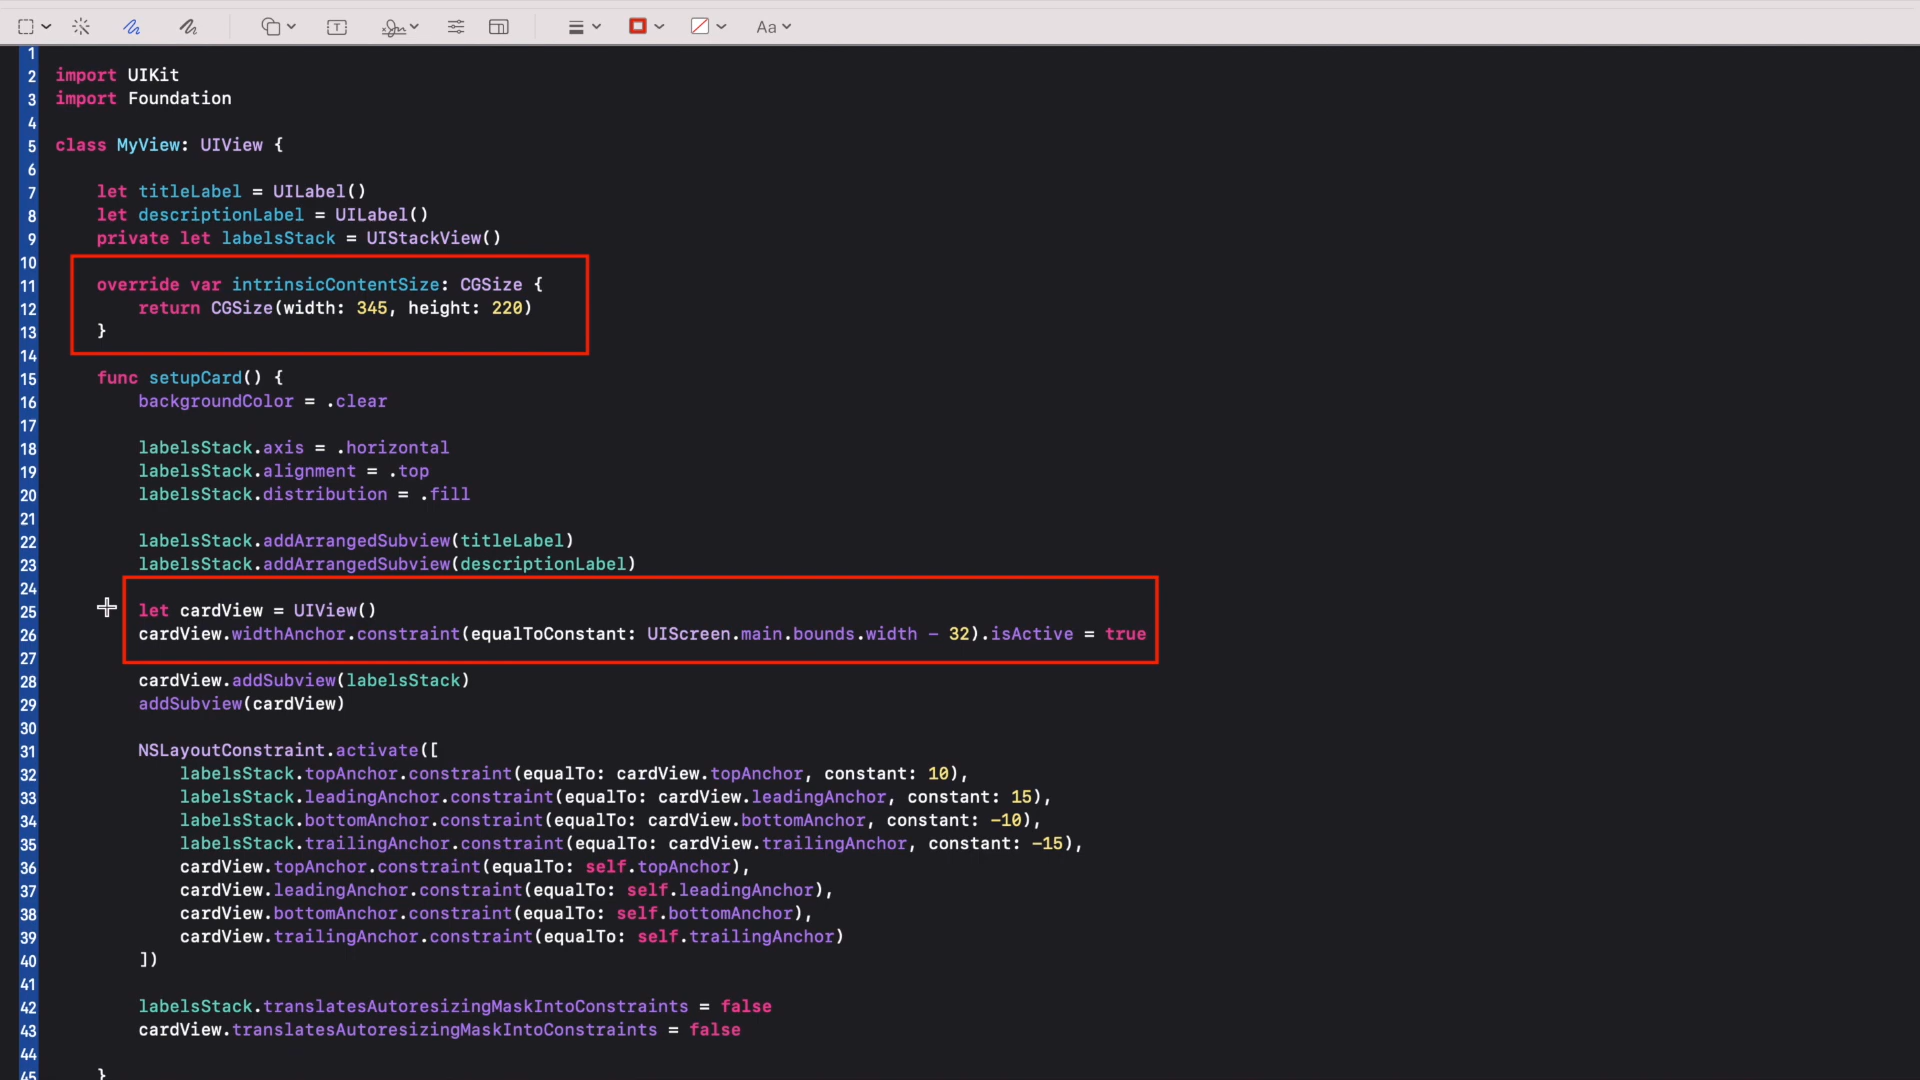 Aa
1
2 import UIKit
3 import Foundation
4
5 class MyView: UIView {
6
7 let titleLabel = UILabel()
8 let descriptionLabel = UILabel()
9 private let labelsStack = UIStackView()
10
11 override var intrinsicContentSize: CGSize {
12 return CGSize(width: 345, height: 220)
13 }
14
15 func setupCard() {
16 backgroundColor = .clear
17
18 labelsStack.axis = .horizontal
19 labelsStack.alignment = .top
20 labelsStack.distribution = .fill
21
22 labelsStack.addArrangedSubview(titleLabel)
23 labelsStack.addArrangedSubview(descriptionLabel)
24
25 let cardView = UIView()
26 cardView.widthAnchor.constraint(equalToConstant: UIScreen.main.bounds.width - 32).isActive = true
27
28 cardView.addSubview(labelsStack)
29 addSubview(cardView)
30
31 NSLayoutConstraint.activate([
32 labelsStack.topAnchor.constraint(equalTo: cardView.topAnchor, constant: 10),
33 labelsStack.leadingAnchor.constraint(equalTo: cardView.leadingAnchor, constant: 15),
34 labelsStack.bottomAnchor.constraint(equalTo: cardView.bottomAnchor, constant: -10),
35 labelsStack.trailingAnchor.constraint(equalTo: cardView.trailingAnchor, constant: -15),
36 cardView.topAnchor.constraint(equalTo: self.topAnchor),
37 cardView.leadingAnchor.constraint(equalTo: self.leadingAnchor),
38 cardView.bottomAnchor.constraint(equalTo: self.bottomAnchor),
39 cardView.trailingAnchor.constraint(equalTo: self.trailingAnchor)
40 ])
41
42 labelsStack.translatesAutoresizingMaskIntoConstraints = false
43 cardView.translatesAutoresizingMaskIntoConstraints = false
44
45 }